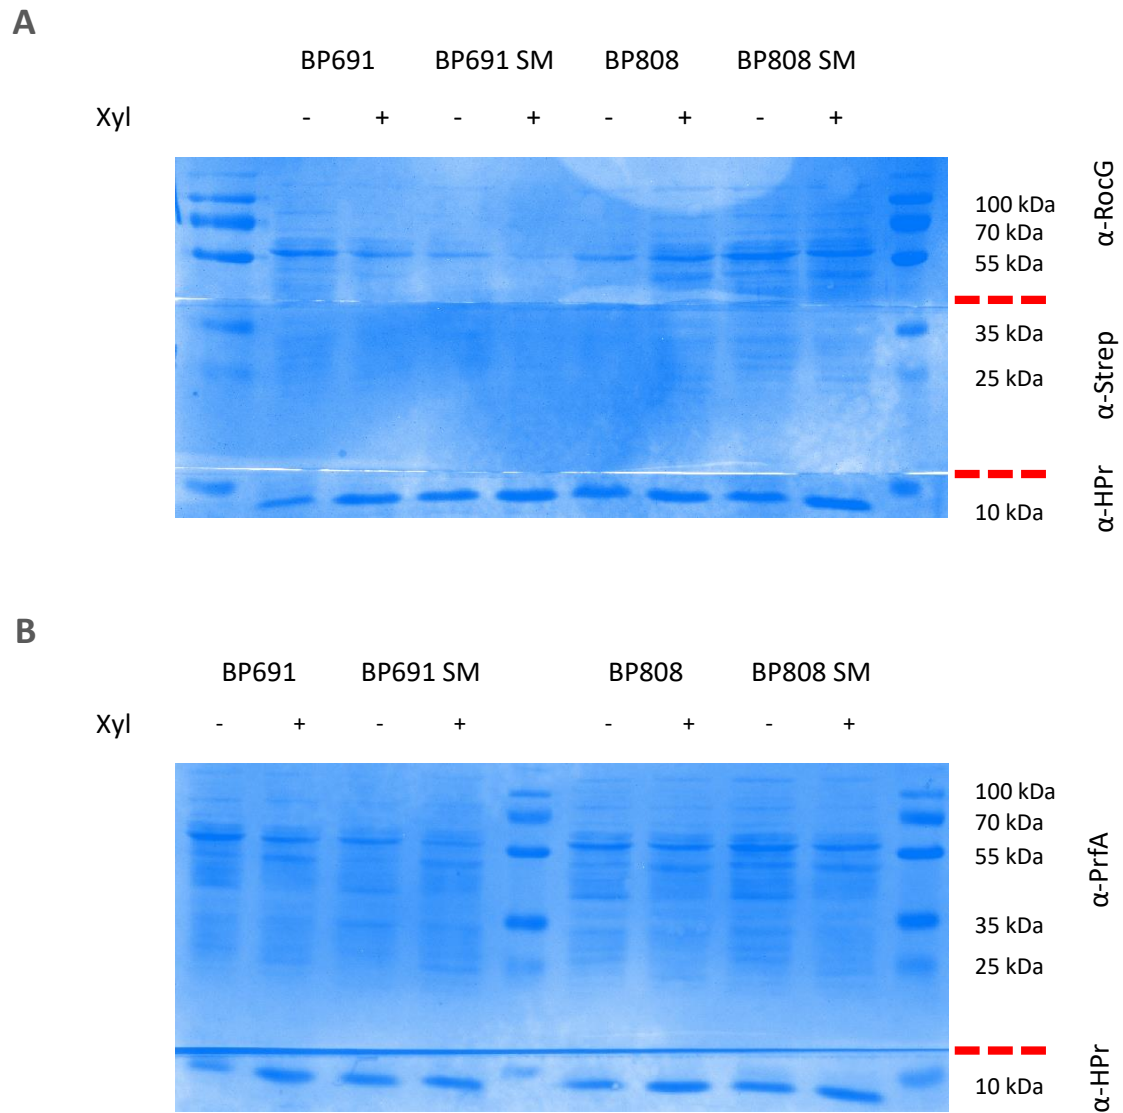 A
BP691 BP691 SM BP808 BP808 SM
Xyl - + - + - + - +
100 kDa
70 kDa
55 kDa
α-RocG
35 kDa
25 kDa
α-Strep
10 kDa
α-HPr
B
BP691 BP691 SM BP808 BP808 SM
Xyl - + - + - + - +
100 kDa
70 kDa
55 kDa
35 kDa
25 kDa
α-PrfA
10 kDa
α-HPr